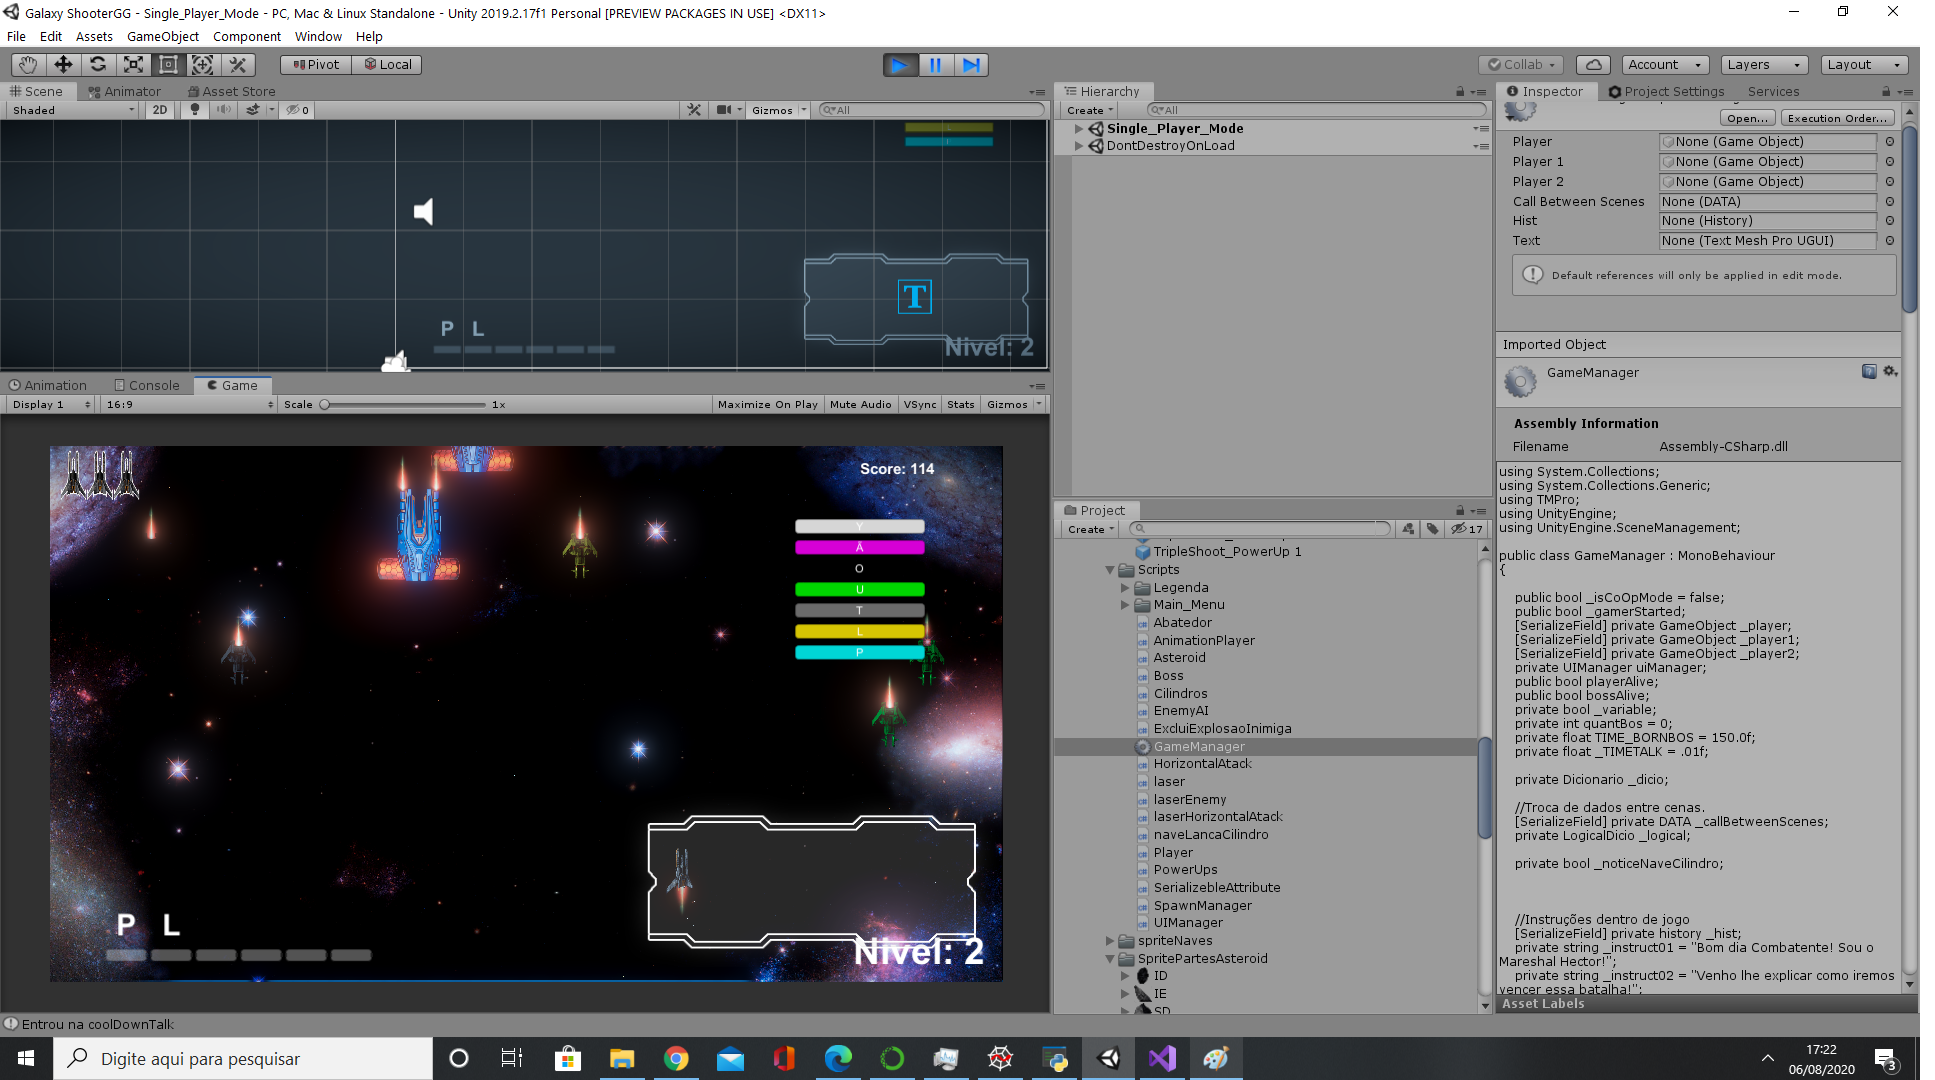 Galaxy ShooterGG - Single_Player_Mode - PC, Mac & Linux Standalone - Unity 2019.2.17f1 Personal [PREVIEW PACKAGES IN USE] <DX11>
File Edit Assets GameObject Component Window Help
Pivot Local Collab Account Layers Layout
Scene Animator Asset Store
Shaded 2D 0 Gizmos All
P L
Nivel: 2
Animation Console Game
Display 1 16:9 Scale 1x Maximize On Play Mute Audio VSync Stats Gizmos
Score: 114
Y
Ã
O
U
T
L
P
P L
Nivel: 2
Entrou na coolDownTalk
Hierarchy
Create All
Single_Player_Mode
DontDestroyOnLoad
Project
Create 17
TripleShoot_PowerUp 1
Scripts
Legenda
Main_Menu
Abatedor
AnimationPlayer
Asteroid
Boss
Cilindros
EnemyAI
ExcluiExplosaoInimiga
GameManager
HorizontalAtack
laser
laserEnemy
laserHorizontalAtack
naveLancaCilindro
Player
PowerUps
SerializebleAttribute
SpawnManager
UIManager
spriteNaves
SpritePartesAsteroid
ID
IE
SD
Inspector Project Settings Services
Open... Execution Order...
Player None (Game Object)
Player 1 None (Game Object)
Player 2 None (Game Object)
Call Between Scenes None (DATA)
Hist None (History)
Text None (Text Mesh Pro UGUI)
Default references will only be applied in edit mode.
Imported Object
GameManager
Assembly Information
Filename Assembly-CSharp.dll
using System.Collections;
using System.Collections.Generic;
using TMPro;
using UnityEngine;
using UnityEngine.SceneManagement;
public class GameManager : MonoBehaviour
{
public bool _isCoOpMode = false;
public bool _gamerStarted;
[SerializeField] private GameObject _player;
[SerializeField] private GameObject _player1;
[SerializeField] private GameObject _player2;
private UIManager uiManager;
public bool playerAlive;
public bool bossAlive;
private bool _variable;
private int quantBos = 0;
private float TIME_BORNBOS = 150.0f;
private float _TIMETALK = .01f;
private Dicionario _dicio;
//Troca de dados entre cenas.
[SerializeField] private DATA _callBetweenScenes;
private LogicalDicio _logical;
private bool _noticeNaveCilindro;
//Instruções dentro de jogo
[SerializeField] private history _hist;
private string _instruct01 = "Bom dia Combatente! Sou o
Mareshal Hector!";
private string _instruct02 = "Venho lhe explicar como iremos
vencer essa batalha!";
Asset Labels
Digite aqui para pesquisar
17:22
06/08/2020
3